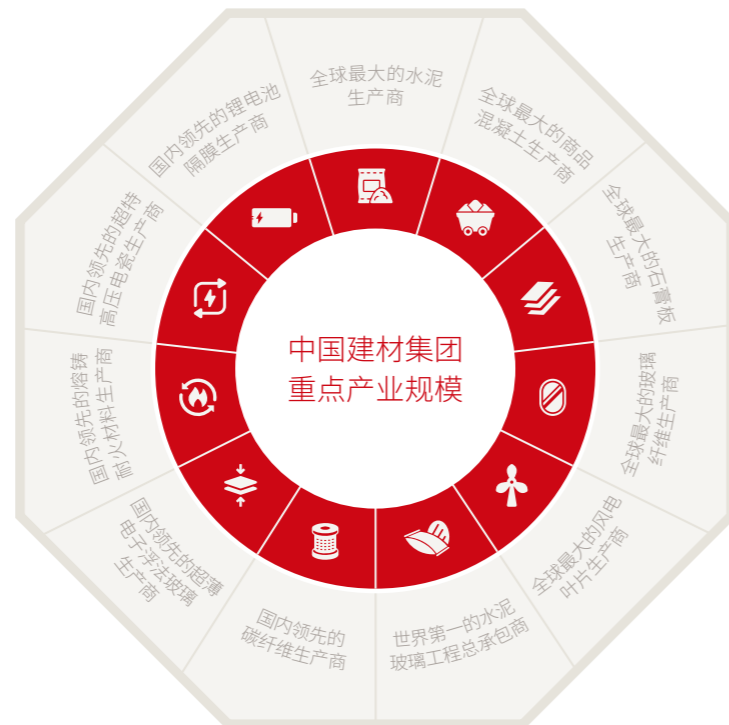 中国建材集团
重点产业规模
全球最大的水泥
生产商
全球最大的商品
混凝土生产商
全球最大的石膏板
生产商
全球最大的玻璃
纤维生产商
全球最大的风电
叶片生产商
世界第一的水泥
玻璃工程总承包商
国内领先的
碳纤维生产商
国内领先的超薄
电子浮法玻璃
生产商
国内领先的熔铸
耐火材料生产商
国内领先的超特
高压电瓷生产商
国内领先的锂电池
隔膜生产商